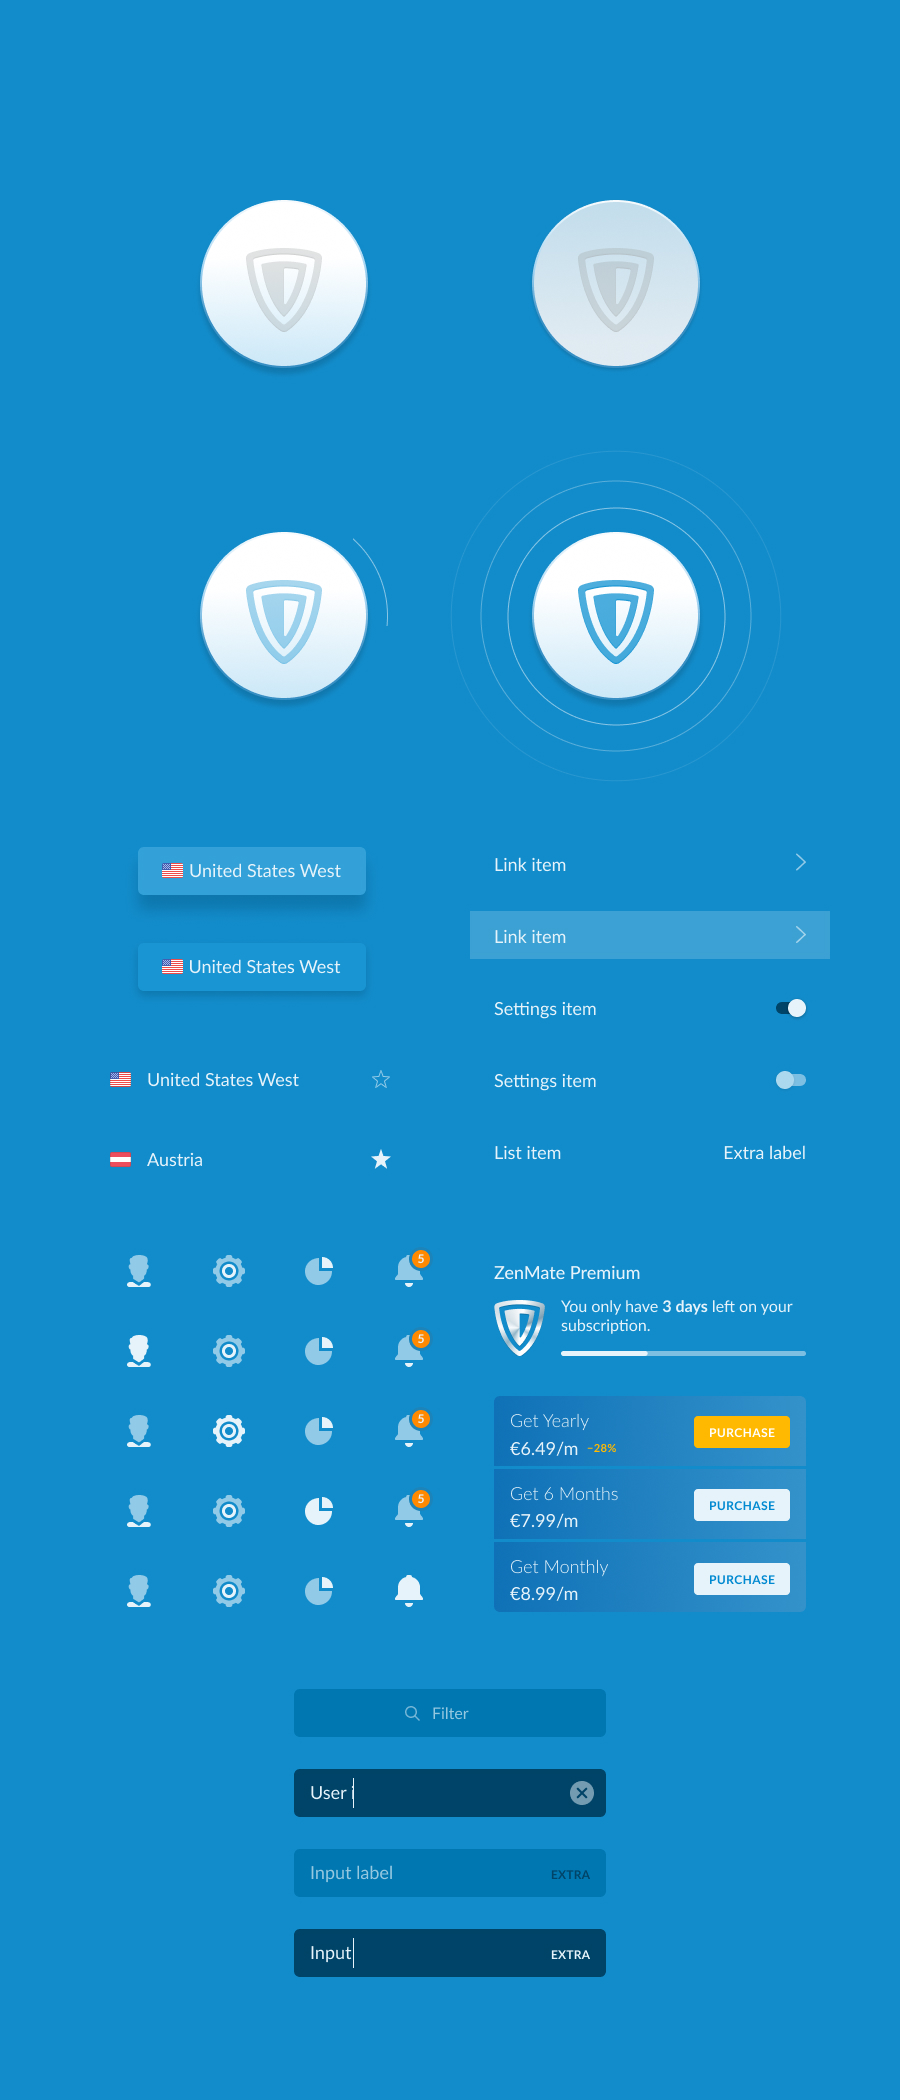 United States West
United States West
United States West
Austria
Link item
Link item
Settings item
Settings item
List item Extra label
5
5
5
5
ZenMate Premium
You only have 3 days left on your
subscription.
Get Yearly
€6.49/m -28%
PURCHASE
Get 6 Months
€7.99/m
PURCHASE
Get Monthly
€8.99/m
PURCHASE
Filter
User i
Input label EXTRA
Input EXTRA